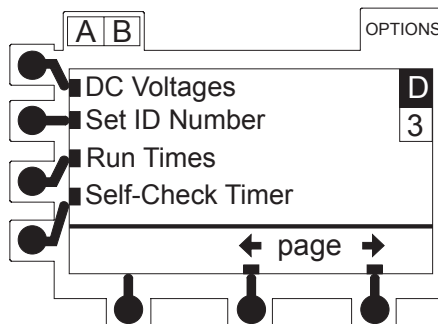 A B
OPTIONS
DC Voltages
D
Set ID Number
3
Run Times
Self-Check Timer
← page →